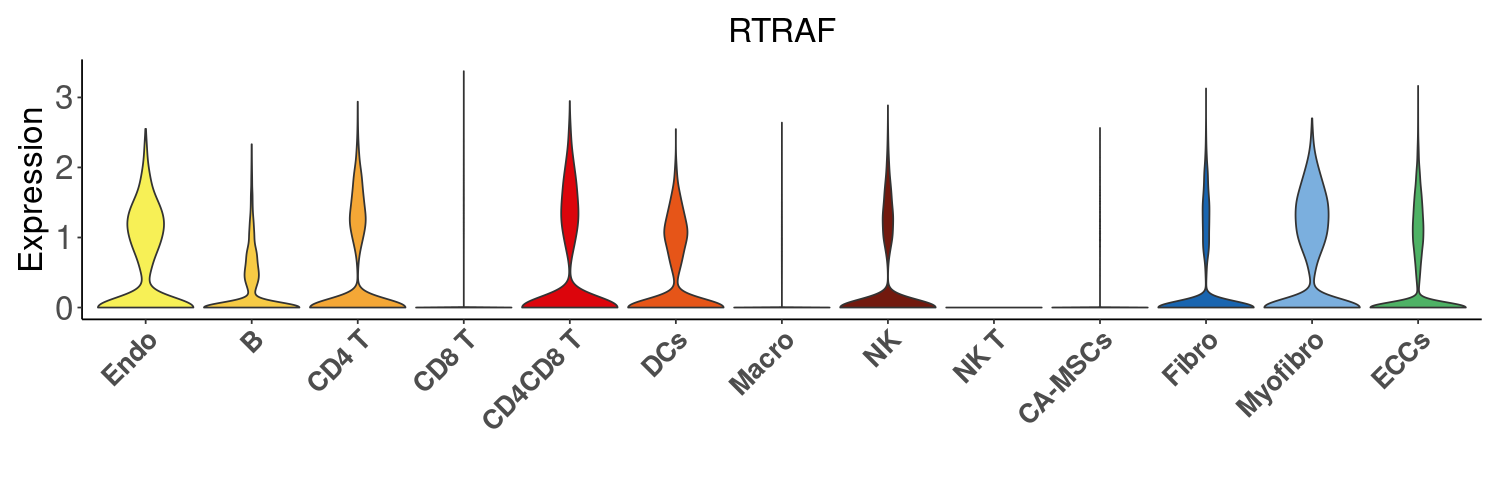 RTRAF
Expression
3
2
1
0
Endo
B
CD4 T
CD8 T
CD4CD8 T
DCs
Macro
NK
NK T
CA-MSCs
Fibro
Myofibro
ECCs